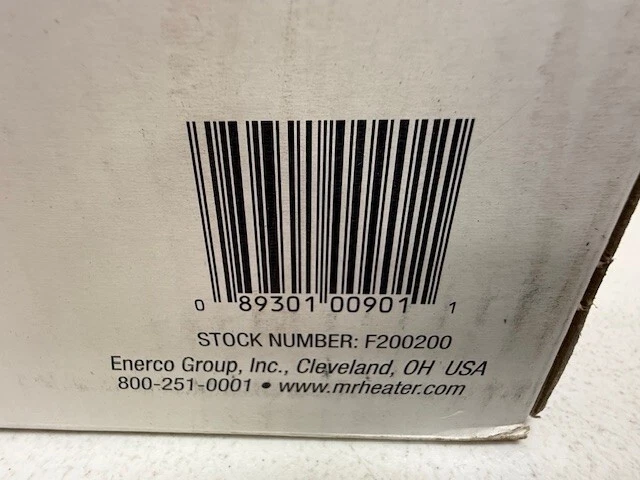 0 89301 00901 1
STOCK NUMBER: F200200
Enerco Group, Inc., Cleveland, OH USA
800-251-0001 • www.mrheater.com